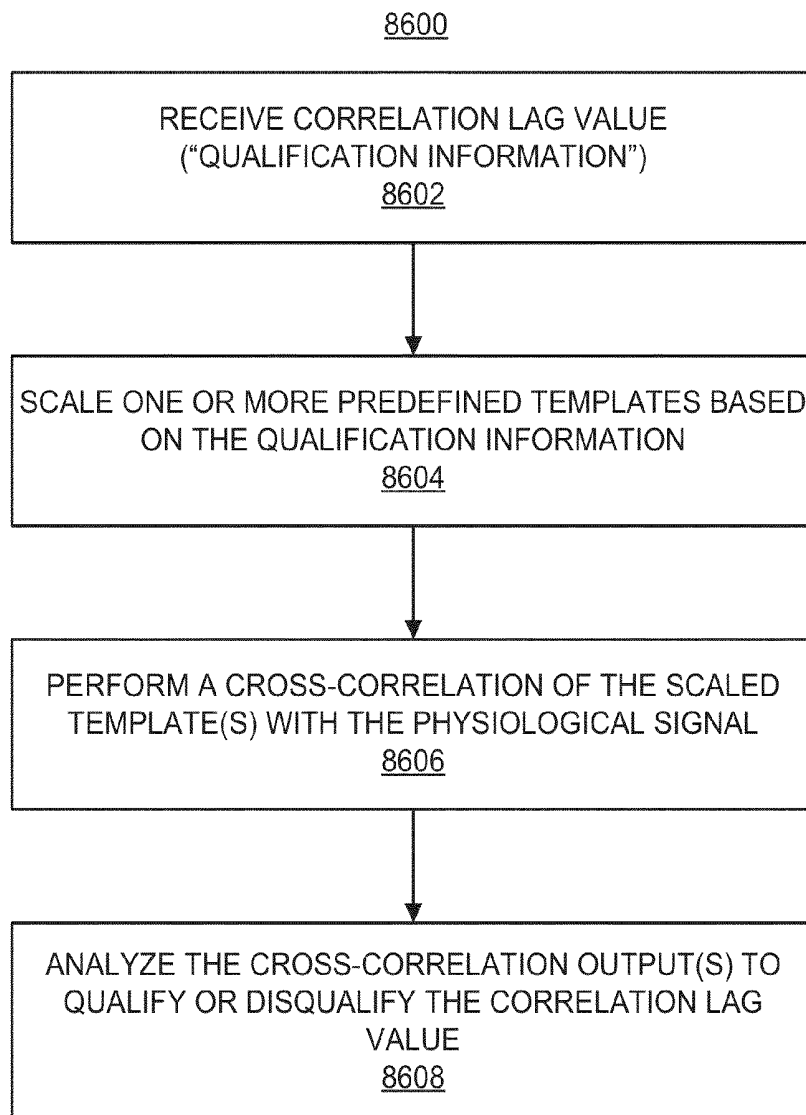 8600
RECEIVE CORRELATION LAG VALUE
(“QUALIFICATION INFORMATION”)
8602
SCALE ONE OR MORE PREDEFINED TEMPLATES BASED
ON THE QUALIFICATION INFORMATION
8604
PERFORM A CROSS-CORRELATION OF THE SCALED
TEMPLATE(S) WITH THE PHYSIOLOGICAL SIGNAL
8606
ANALYZE THE CROSS-CORRELATION OUTPUT(S) TO
QUALIFY OR DISQUALIFY THE CORRELATION LAG
VALUE
8608